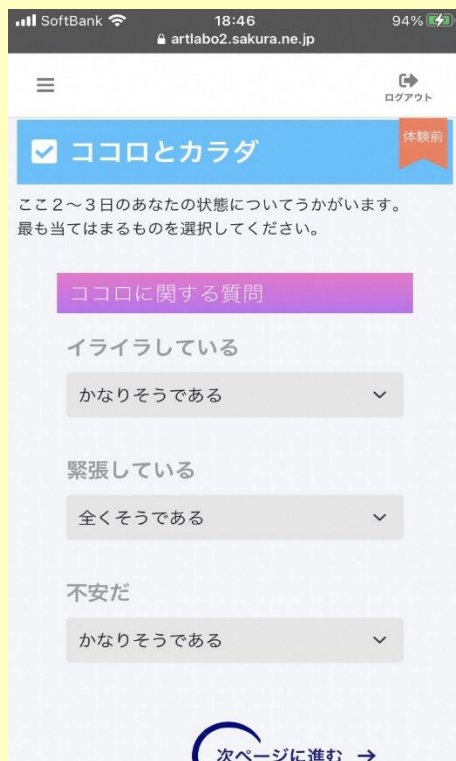 SoftBank 18:46 94%
artlabo2.sakura.ne.jp
ログアウト
ココロとカラダ
体験前
ここ2〜3日のあなたの状態についてうかがいます。
最も当てはまるものを選択してください。
ココロに関する質問
イライラしている
かなりそうである
緊張している
全くそうである
不安だ
かなりそうである
次ページに進む →